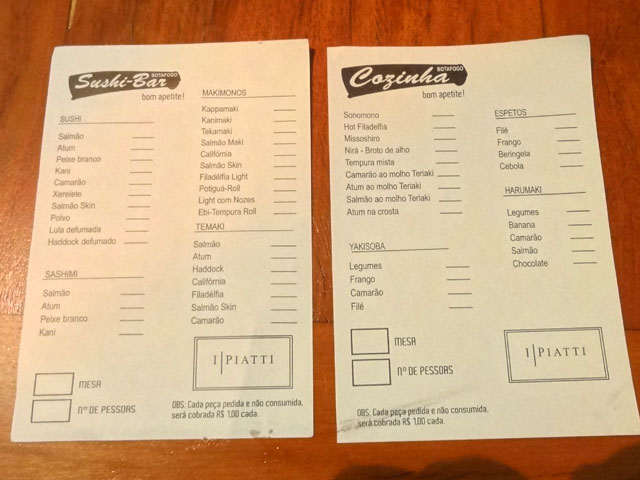 Sushi-Bar
BOTAFOGO
bom apetite!
SUSHI
Salmão
Atum
Peixe branco
Kani
Camarão
Xerelete
Salmão Skin
Polvo
Lula defumada
Haddock defumado
SASHIMI
Salmão
Atum
Peixe branco
Kani
MESA
Nº DE PESSOAS
MAKIMONOS
Kappamaki
Kanimaki
Tekamaki
Salmão Maki
Califórnia
Salmão Skin
Filadélfia Light
Potiguá-Roll
Light com Nozes
Ebi-Tempura Roll
TEMAKI
Salmão
Atum
Haddock
Califórnia
Filadélfia
Salmão Skin
Camarão
I PIATTI
OBS: Cada peça pedida e não consumida,
será cobrada R$ 1,00 cada.
Cozinha
BOTAFOGO
bom apetite!
Sonomono
Hot Filadelfia
Missoshiro
Nirá - Broto de alho
Tempura mista
Camarão ao molho Teriaki
Atum ao molho Teriaki
Salmão ao molho Teriaki
Atum na crosta
YAKISOBA
Legumes
Frango
Camarão
Filé
MESA
Nº DE PESSOAS
ESPETOS
Filé
Frango
Beringela
Cebola
HARUMAKI
Legumes
Banana
Camarão
Salmão
Chocolate
I PIATTI
OBS: Cada peça pedida e não consumida,
será cobrada R$ 1,00 cada.